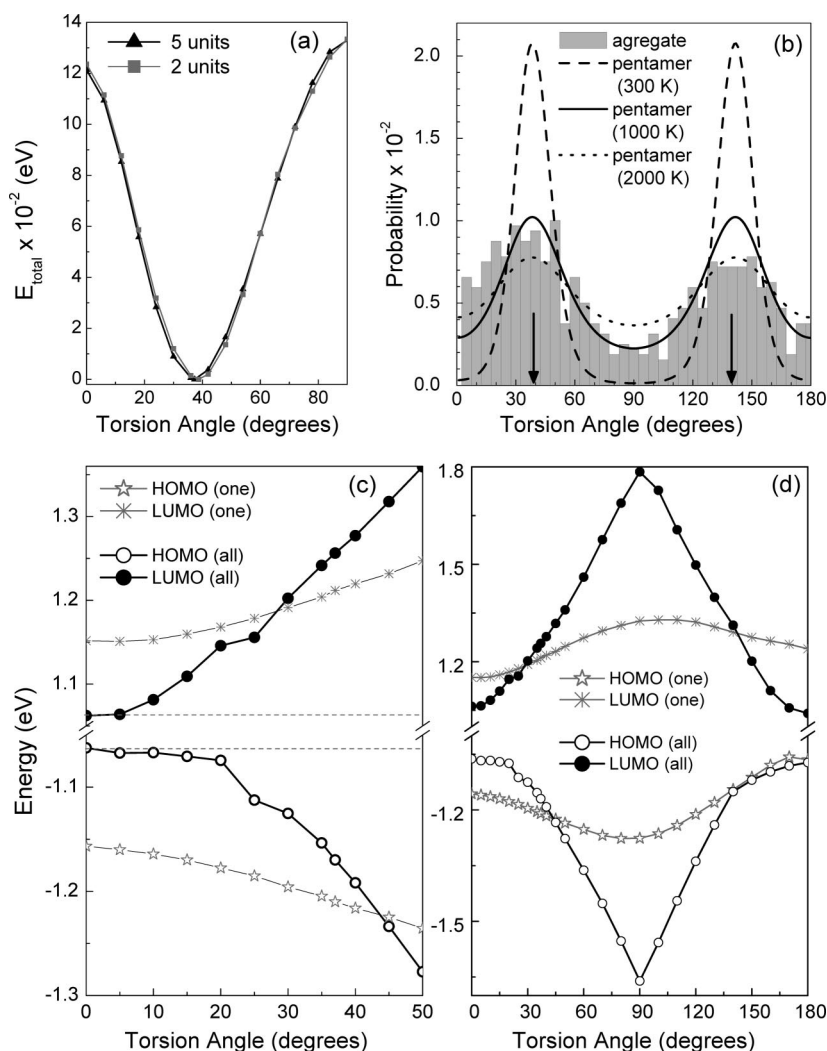 (a)
5 units
2 units
14
12
10
8
6
4
2
0
E_total x 10^-2 (eV)
0 20 40 60 80
Torsion Angle (degrees)
(b)
agregate
pentamer
(300 K)
pentamer
(1000 K)
pentamer
(2000 K)
2.0
1.5
1.0
0.5
0.0
Probability x 10^-2
0 30 60 90 120 150 180
Torsion Angle (degrees)
(c)
HOMO (one)
LUMO (one)
HOMO (all)
LUMO (all)
1.3
1.2
1.1
-1.1
-1.2
-1.3
Energy (eV)
0 10 20 30 40 50
Torsion Angle (degrees)
(d)
HOMO (one)
LUMO (one)
HOMO (all)
LUMO (all)
1.8
1.5
1.2
-1.2
-1.5
0 30 60 90 120 150 180
Torsion Angle (degrees)